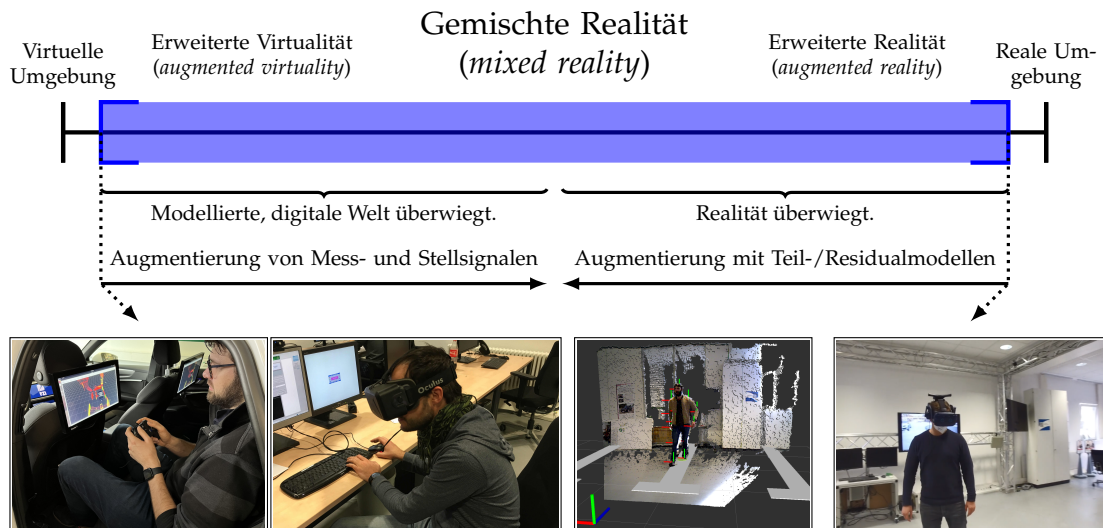 Gemischte Realität
(mixed reality)
Virtuelle
Umgebung
Erweiterte Virtualität
(augmented virtuality)
Erweiterte Realität
(augmented reality)
Reale Um-
gebung
Modellierte, digitale Welt überwiegt.
Realität überwiegt.
Augmentierung von Mess- und Stellsignalen
Augmentierung mit Teil-/Residualmodellen
Oculus